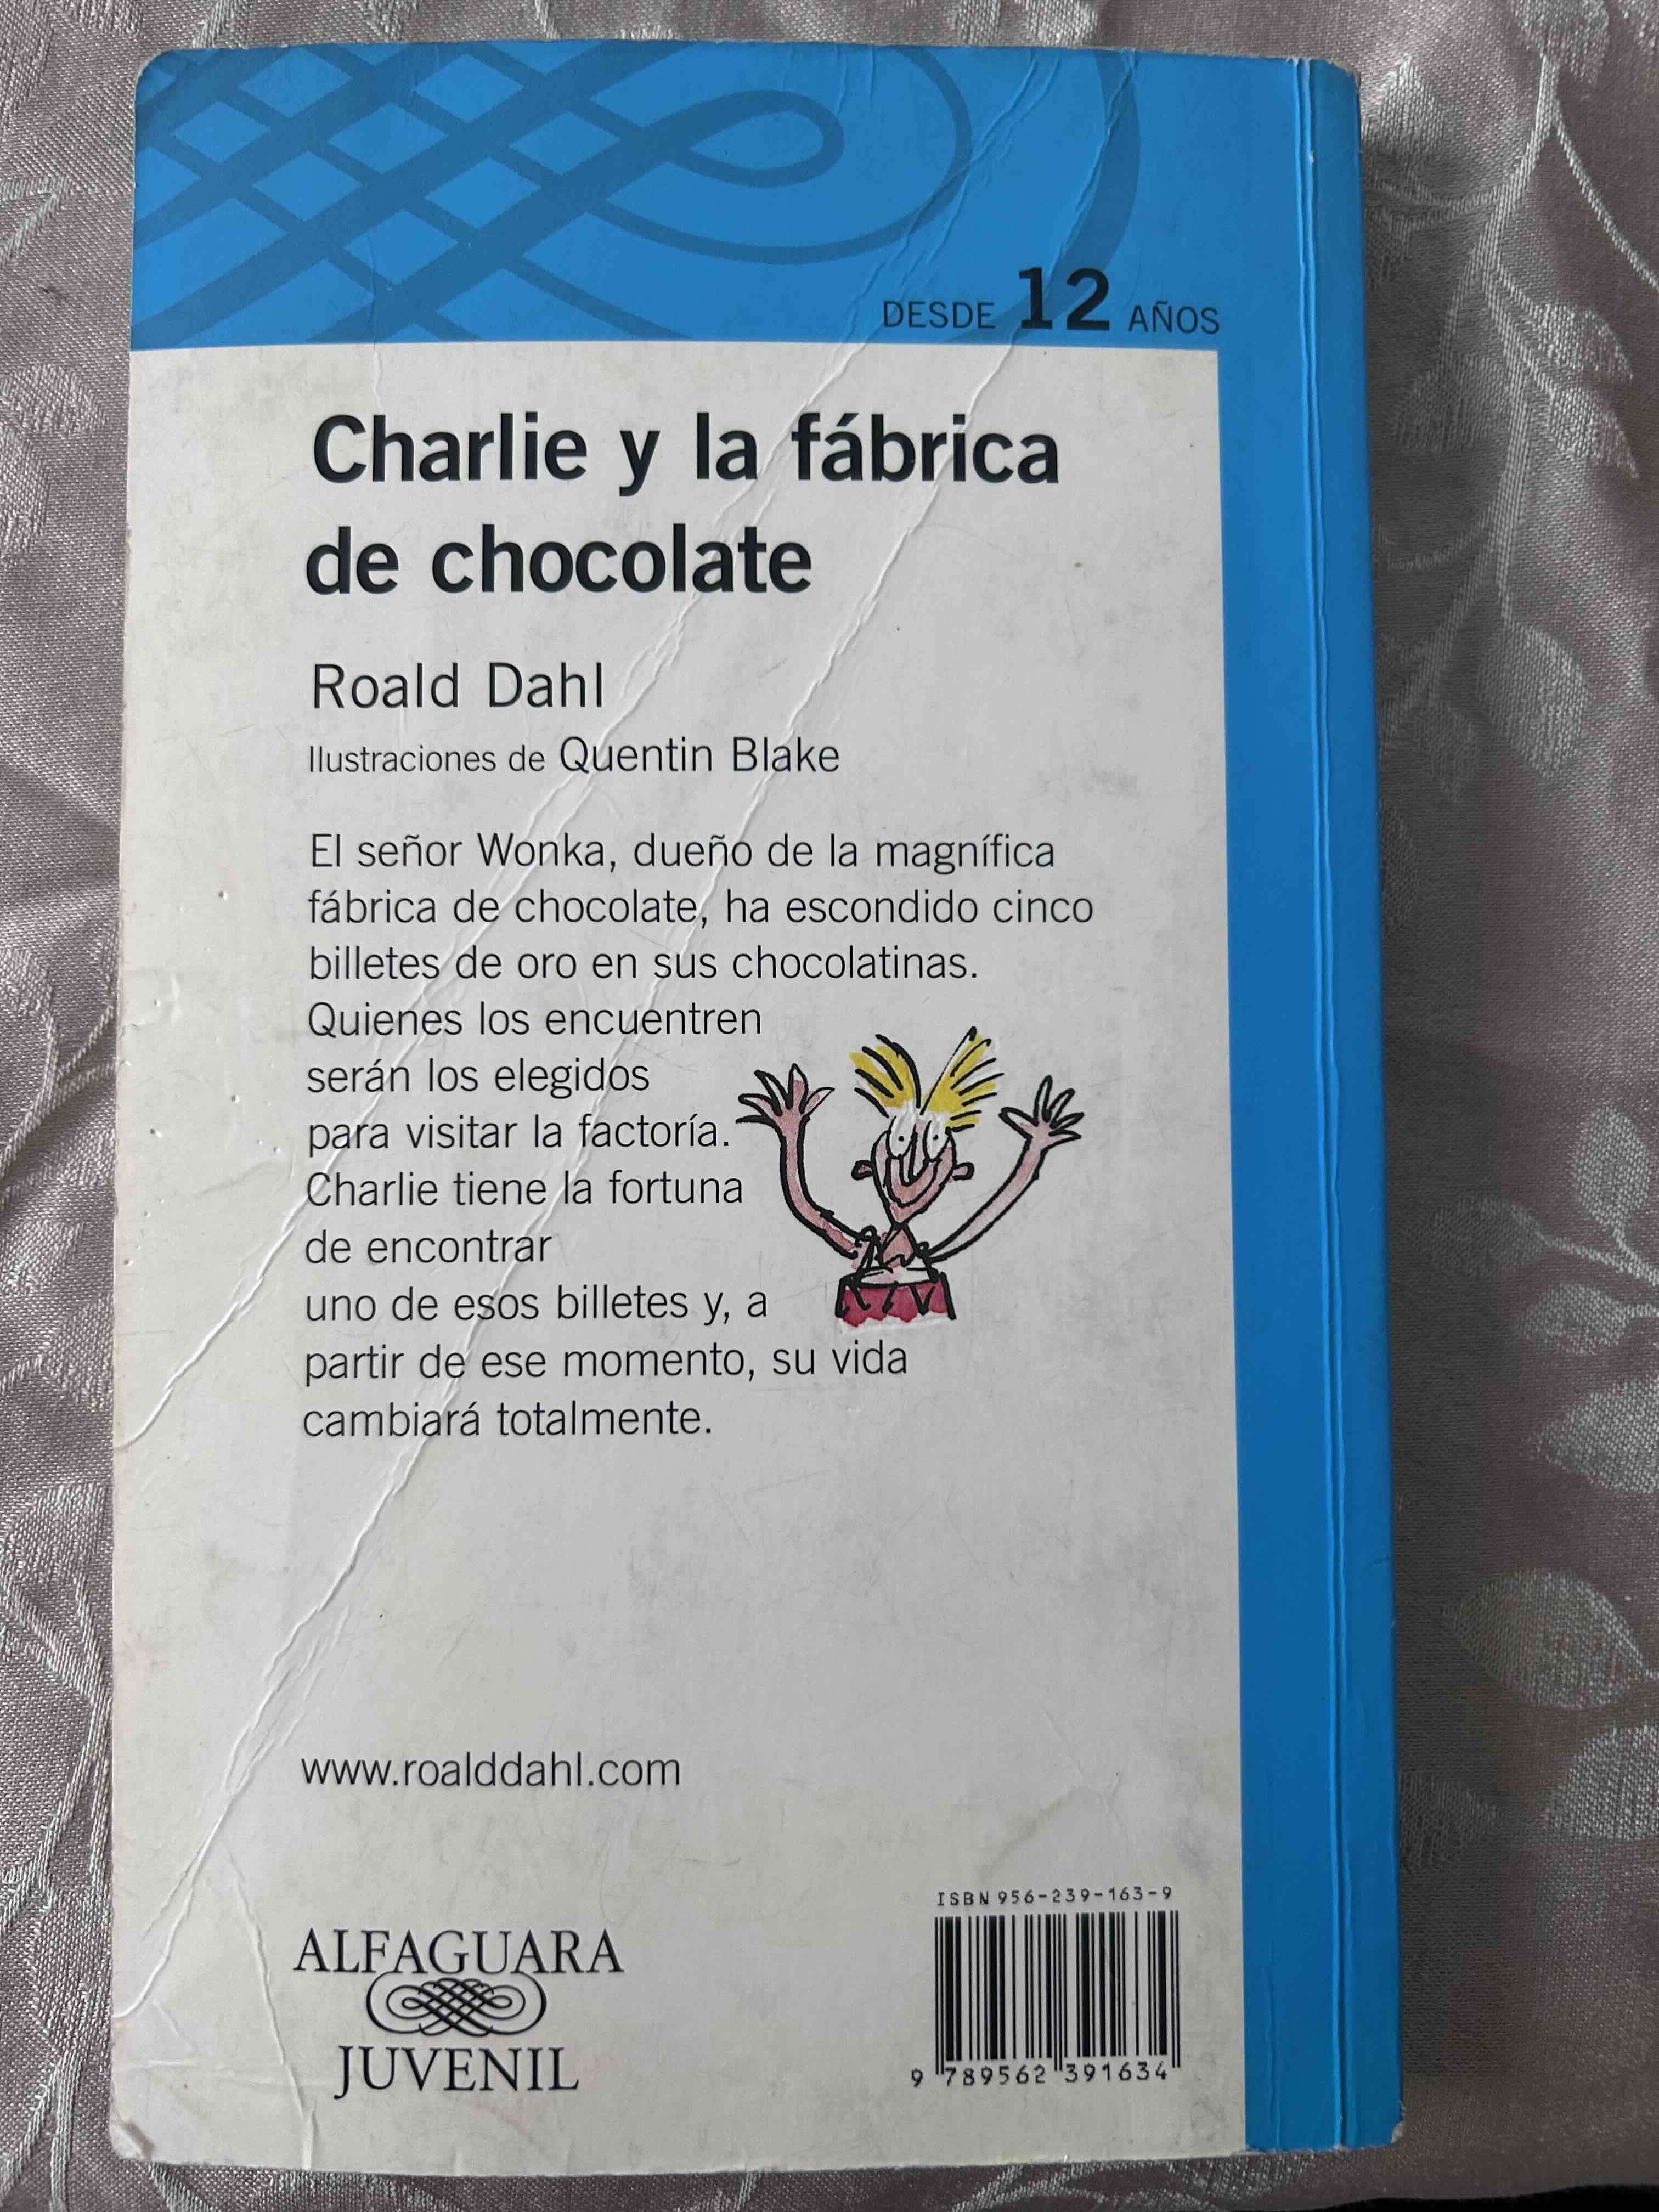 DESDE 12 AÑOS
Charlie y la fábrica
de chocolate
Roald Dahl
Ilustraciones de Quentin Blake
El señor Wonka, dueño de la magnífica
fábrica de chocolate, ha escondido cinco
billetes de oro en sus chocolatinas.
Quienes los encuentren
serán los elegidos
para visitar la factoría.
Charlie tiene la fortuna
de encontrar
uno de esos billetes y, a
partir de ese momento, su vida
cambiará totalmente.
www.roalddahl.com
ISBN 956-239-163-9
ALFAGUARA
JUVENIL
9 789562 391634